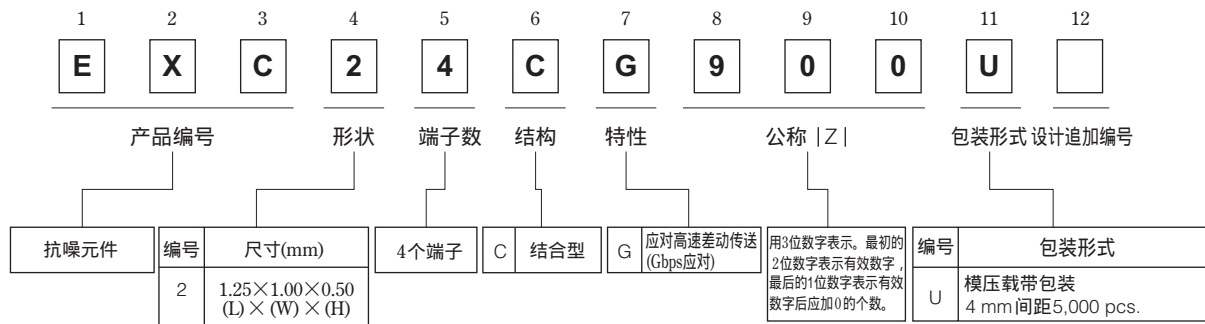 1 2 3 4 5 6 7 8 9 10 11 12
E X C 2 4 C G 9 0 0 U
产品编号 形状 端子数 结构 特性 公称 |Z| 包装形式 设计追加编号
抗噪元件
编号 尺寸(mm)
2 1.25×1.00×0.50
(L)×(W)×(H)
4个端子
C 结合型
G 应对高速差动传送
(Gbps应对)
用3位数字表示。最初的
2位数字表示有效数字,
最后的1位数字表示有效
数字后应加0的个数。
编号 包装形式
U 模压载带包装
4 mm间距5,000 pcs.